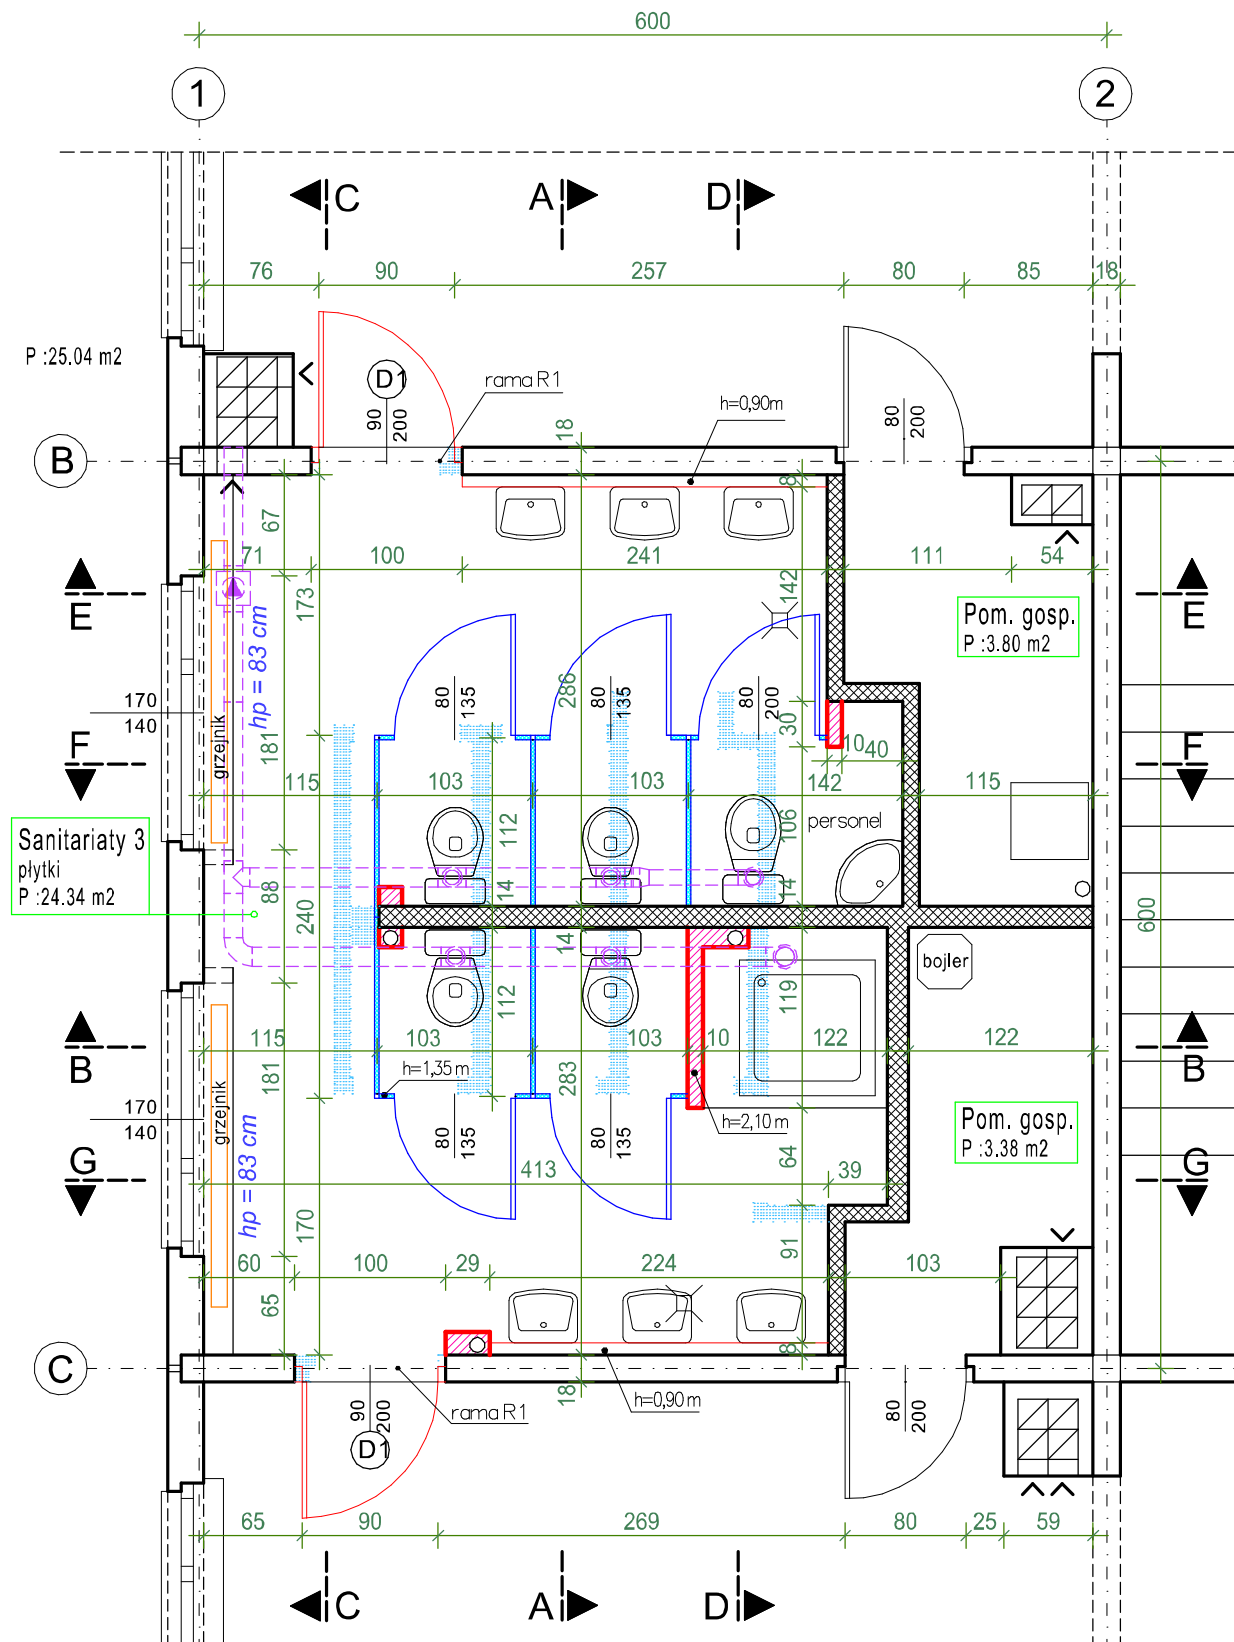 600
1
2
C
A
D
76
90
257
80
85
18
P :25.04 m2
D1
90
200
rama R1
h=0,90m
80
200
18
B
8
67
71
100
241
111
54
142
173
E
E
Pom. gosp.
P :3.80 m2
hp = 83 cm
80
135
286
80
135
80
200
30
170
140
grzejnik
F
F
181
10
40
115
103
103
142
115
112
106
personel
Sanitariaty 3
płytki
P :24.34 m2
88
14
14
240
600
14
bojler
119
112
115
103
103
10
122
122
B
B
h=1,35 m
283
181
170
140
grzejnik
hp = 83 cm
h=2,10 m
Pom. gosp.
P :3.38 m2
80
135
80
135
64
G
G
413
39
170
91
60
100
29
224
103
65
8
C
18
90
200
D1
rama R1
h=0,90 m
80
200
65
90
269
80
25
59
C
A
D